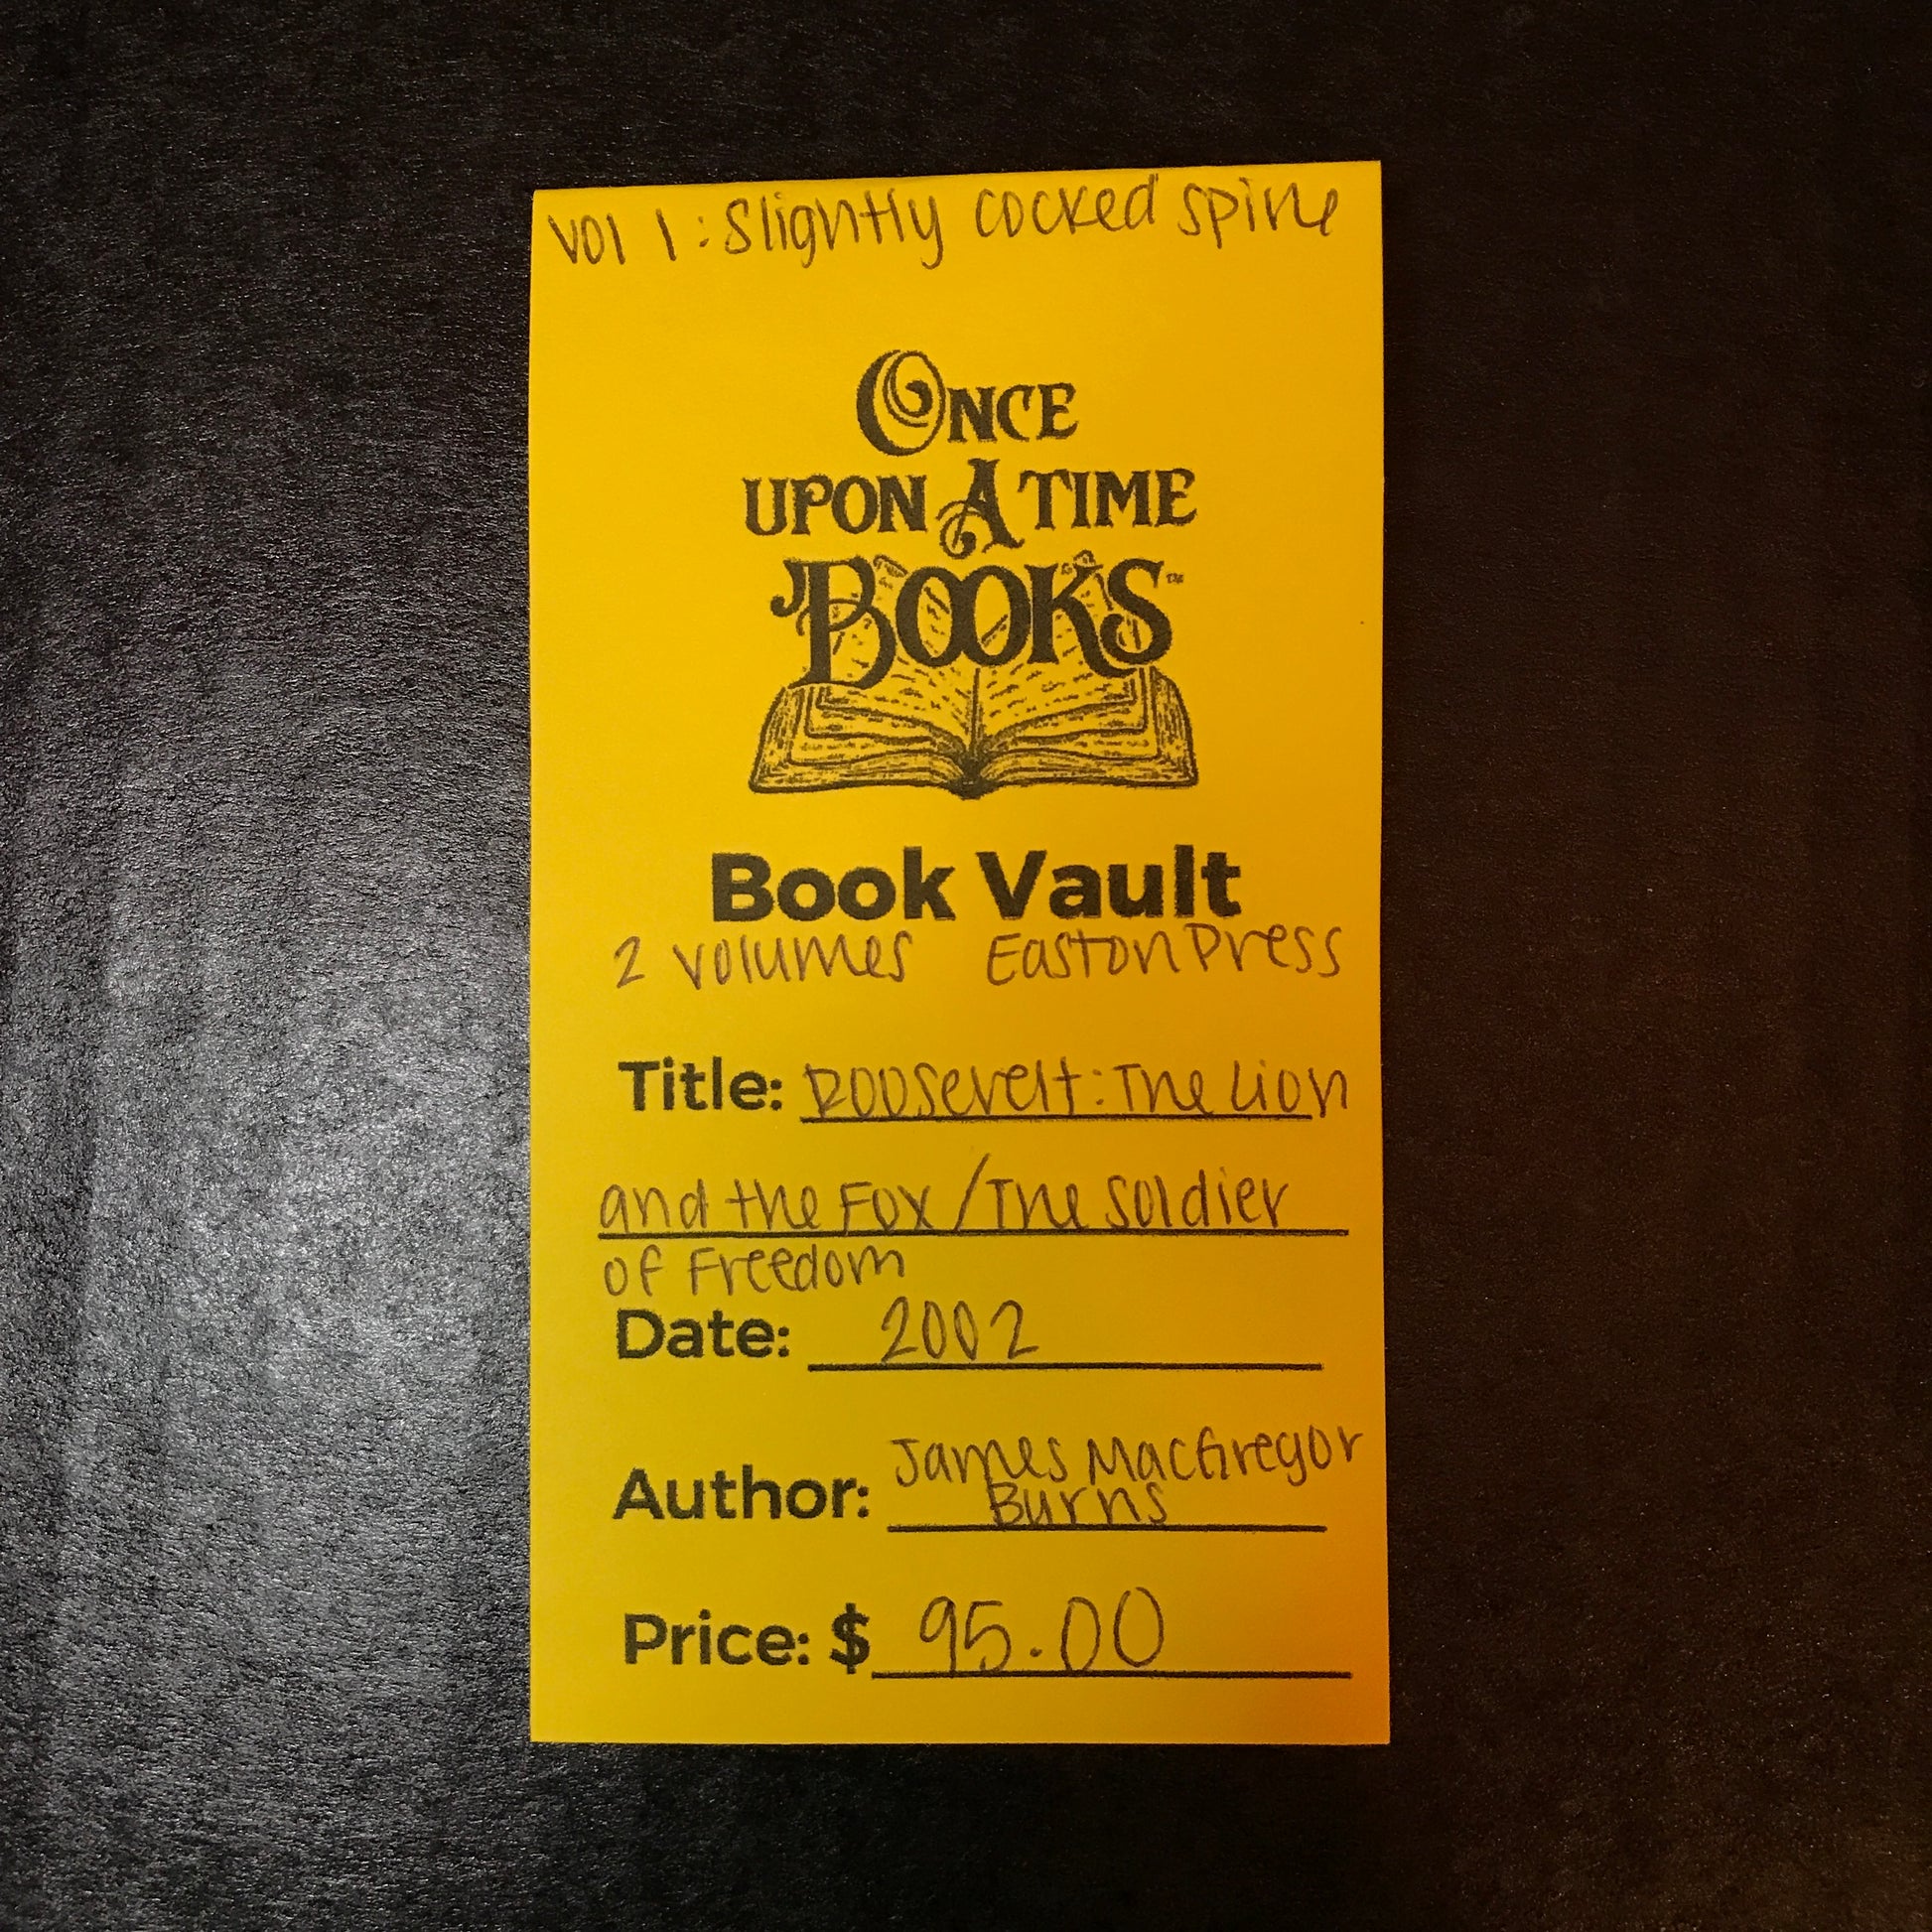 Vol 1: Slightly cocked spine
ONCE
UPON A TIME
BOOKS™
Book Vault
2 volumes Easton Press
Title: Roosevelt: The Lion
and the Fox / The Soldier
of Freedom
Date: 2002
Author: James MacGregor
Burns
Price: $ 95.00